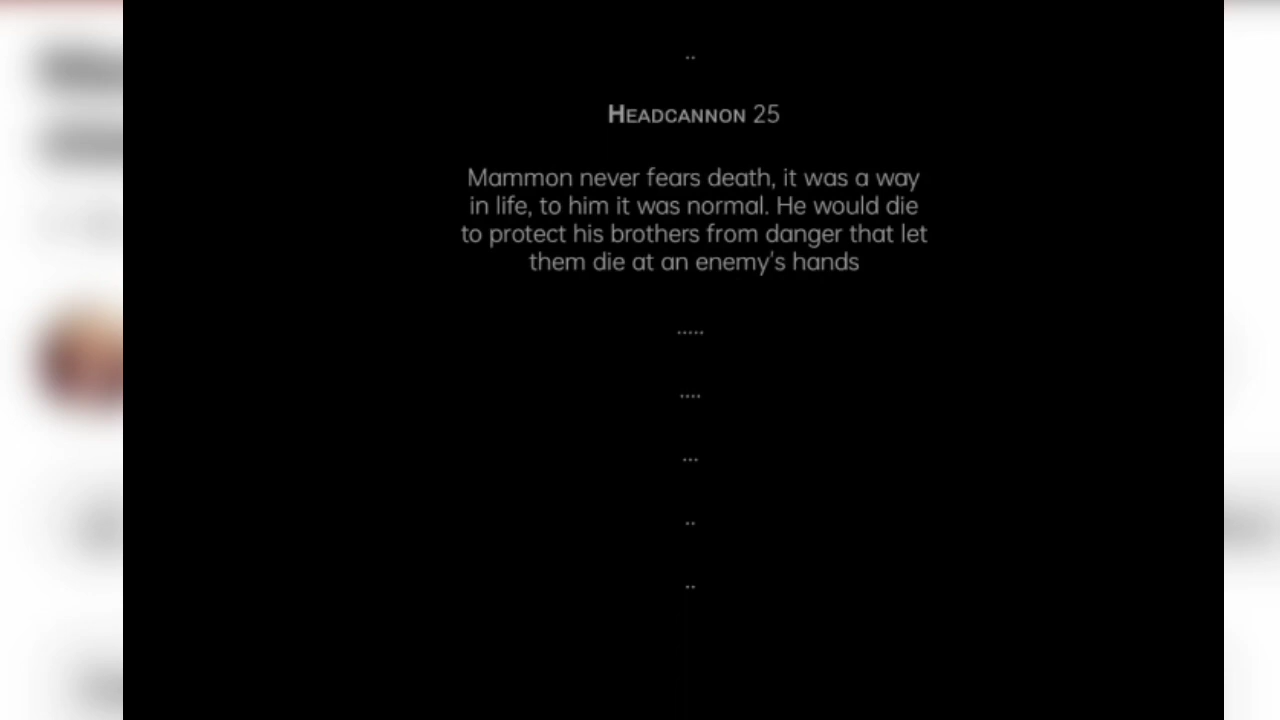 ..
Headcannon 25
Mammon never fears death, it was a way
in life, to him it was normal. He would die
to protect his brothers from danger that let
them die at an enemy's hands
.....
....
...
..
..